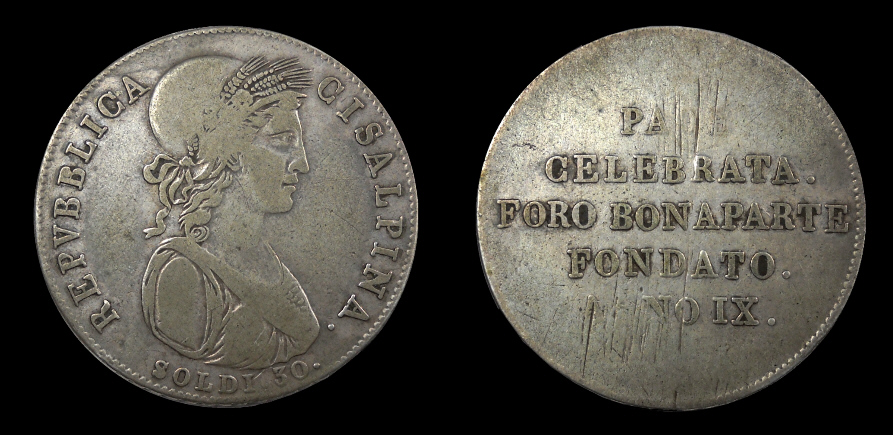 REPVBBLICA CISALPINA.
SOLDI 30.
CELEBRATA.
FORO BONAPARTE
FONDATO.
IX.